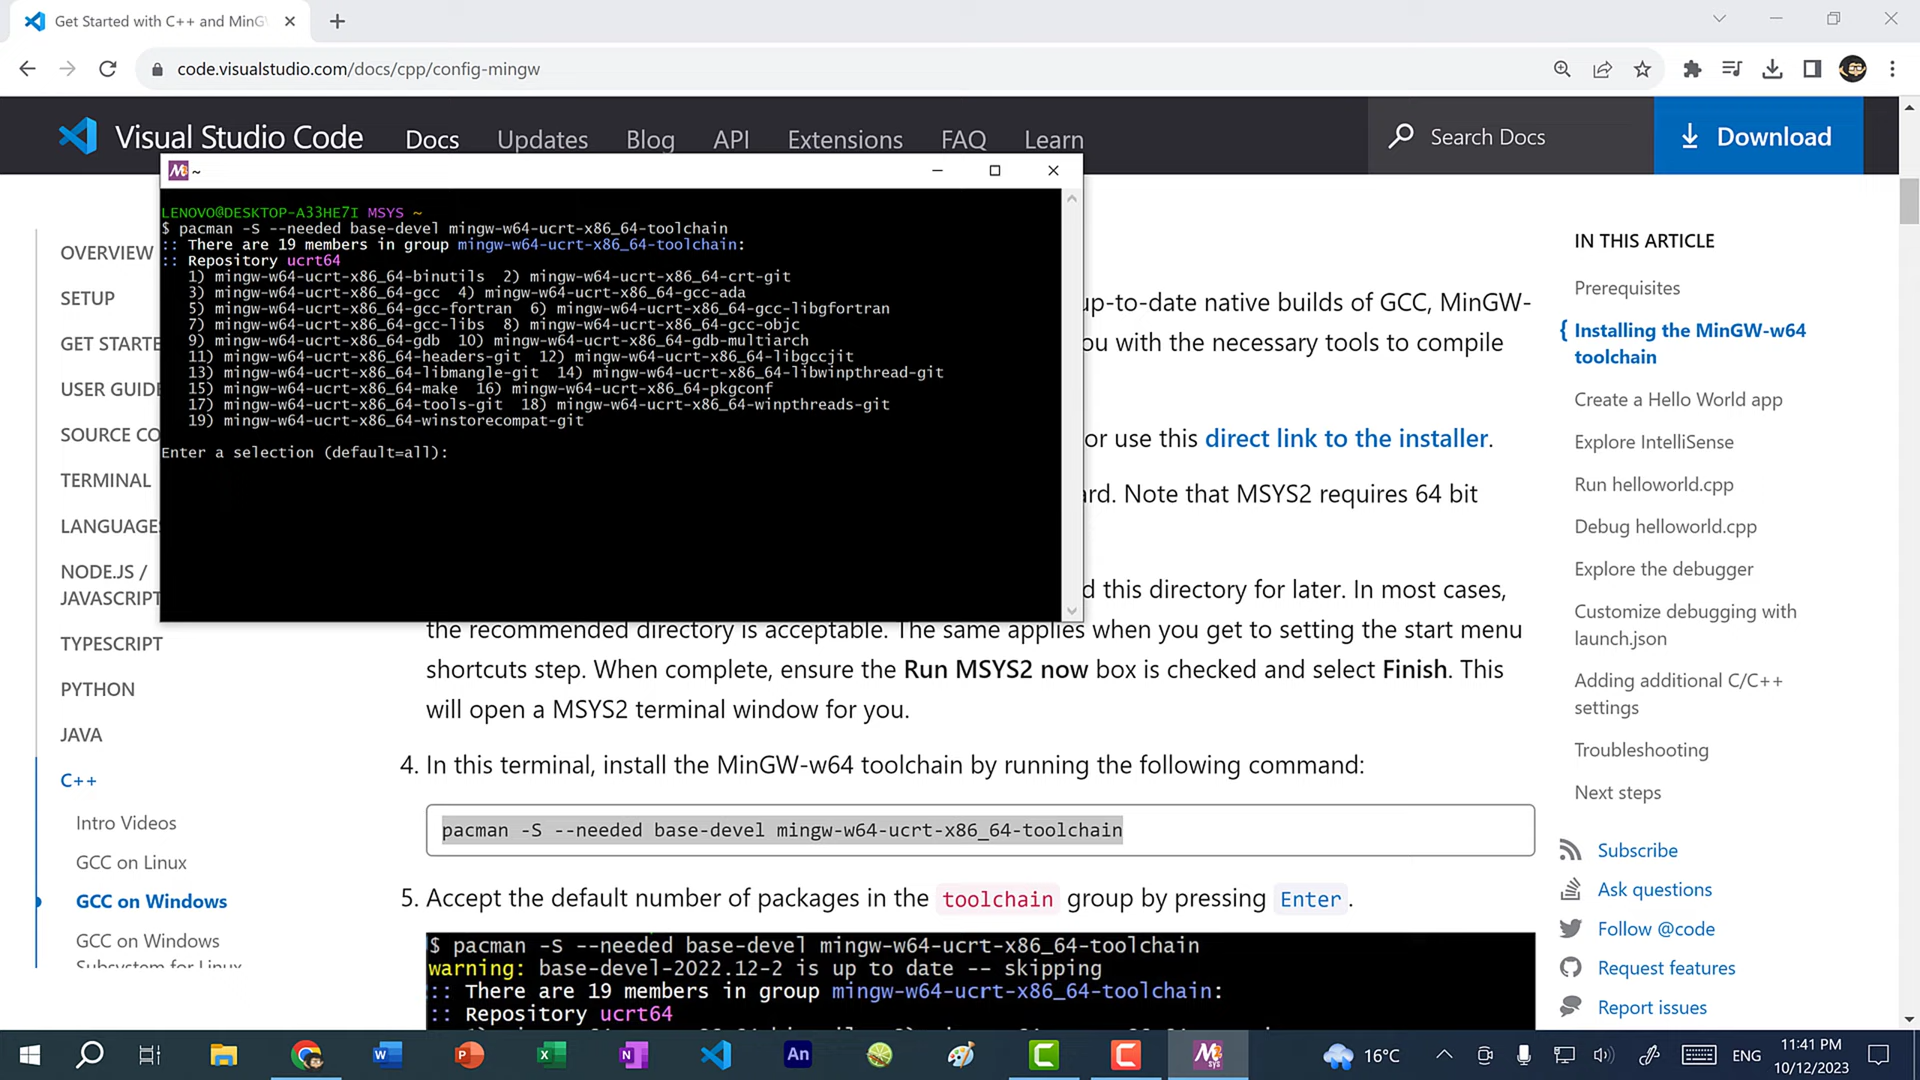 Get Started with C++ and MinG
code.visualstudio.com/docs/cpp/config-mingw
Visual Studio Code
Docs
Updates
Blog
API
Extensions
FAQ
Learn
Search Docs
Download
~
LENOVO@DESKTOP-A33HE7I MSYS ~
$ pacman -S --needed base-devel mingw-w64-ucrt-x86_64-toolchain
:: There are 19 members in group mingw-w64-ucrt-x86_64-toolchain:
:: Repository ucrt64
1) mingw-w64-ucrt-x86_64-binutils 2) mingw-w64-ucrt-x86_64-crt-git
3) mingw-w64-ucrt-x86_64-gcc 4) mingw-w64-ucrt-x86_64-gcc-ada
5) mingw-w64-ucrt-x86_64-gcc-fortran 6) mingw-w64-ucrt-x86_64-gcc-libgfortran
7) mingw-w64-ucrt-x86_64-gcc-libs 8) mingw-w64-ucrt-x86_64-gcc-objc
9) mingw-w64-ucrt-x86_64-gdb 10) mingw-w64-ucrt-x86_64-gdb-multiarch
11) mingw-w64-ucrt-x86_64-headers-git 12) mingw-w64-ucrt-x86_64-libgccjit
13) mingw-w64-ucrt-x86_64-libmangle-git 14) mingw-w64-ucrt-x86_64-libwinpthread-git
15) mingw-w64-ucrt-x86_64-make 16) mingw-w64-ucrt-x86_64-pkgconf
17) mingw-w64-ucrt-x86_64-tools-git 18) mingw-w64-ucrt-x86_64-winpthreads-git
19) mingw-w64-ucrt-x86_64-winstorecompat-git
Enter a selection (default=all):
OVERVIEW
SETUP
GET STARTE
USER GUIDE
SOURCE CO
TERMINAL
LANGUAGES
NODE.JS /
JAVASCRIPT
TYPESCRIPT
PYTHON
JAVA
C++
Intro Videos
GCC on Linux
GCC on Windows
GCC on Windows
Subsystem for Linux
up-to-date native builds of GCC, MinGW-
ou with the necessary tools to compile
or use this direct link to the installer.
ard. Note that MSYS2 requires 64 bit
d this directory for later. In most cases,
the recommended directory is acceptable. The same applies when you get to setting the start menu
shortcuts step. When complete, ensure the Run MSYS2 now box is checked and select Finish. This
will open a MSYS2 terminal window for you.
4. In this terminal, install the MinGW-w64 toolchain by running the following command:
pacman -S --needed base-devel mingw-w64-ucrt-x86_64-toolchain
5. Accept the default number of packages in the toolchain group by pressing Enter.
$ pacman -S --needed base-devel mingw-w64-ucrt-x86_64-toolchain
warning: base-devel-2022.12-2 is up to date -- skipping
:: There are 19 members in group mingw-w64-ucrt-x86_64-toolchain:
:: Repository ucrt64
IN THIS ARTICLE
Prerequisites
Installing the MinGW-w64
toolchain
Create a Hello World app
Explore IntelliSense
Run helloworld.cpp
Debug helloworld.cpp
Explore the debugger
Customize debugging with
launch.json
Adding additional C/C++
settings
Troubleshooting
Next steps
Subscribe
Ask questions
Follow @code
Request features
Report issues
An
16°C
ENG
11:41 PM
10/12/2023